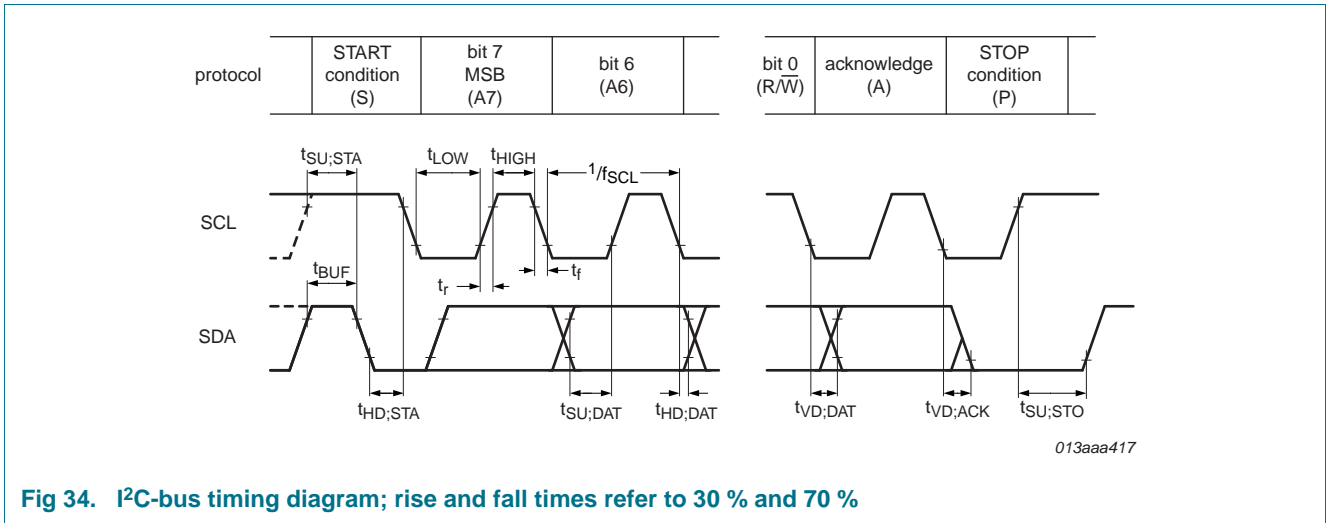 protocol
START
condition
(S)
bit 7
MSB
(A7)
bit 6
(A6)
bit 0
(R/W̅)
acknowledge
(A)
STOP
condition
(P)
tSU;STA
tLOW
tHIGH
1/fSCL
SCL
tBUF
tr
tf
SDA
tHD;STA
tSU;DAT
tHD;DAT
tVD;DAT
tVD;ACK
tSU;STO
013aaa417
Fig 34. I²C-bus timing diagram; rise and fall times refer to 30 % and 70 %